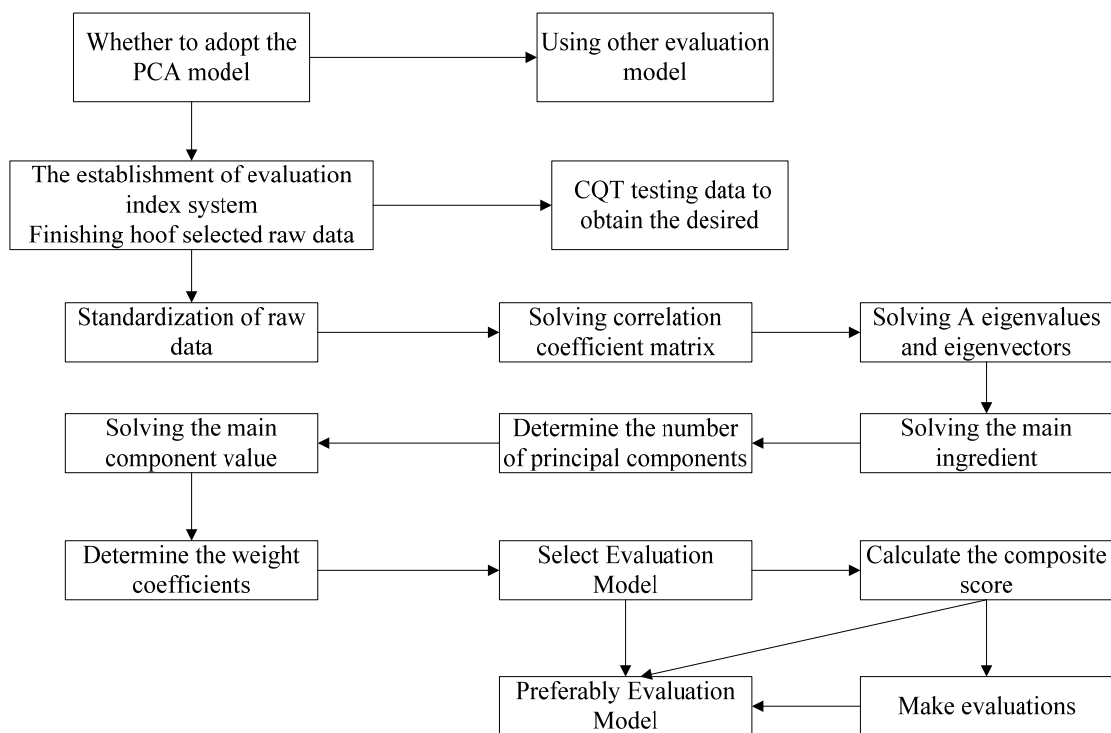 Whether to adopt the
PCA model
Using other evaluation
model
The establishment of evaluation
index system
Finishing hoof selected raw data
CQT testing data to
obtain the desired
Standardization of raw
data
Solving correlation
coefficient matrix
Solving A eigenvalues
and eigenvectors
Solving the main
component value
Determine the number
of principal components
Solving the main
ingredient
Determine the weight
coefficients
Select Evaluation
Model
Calculate the composite
score
Preferably Evaluation
Model
Make evaluations